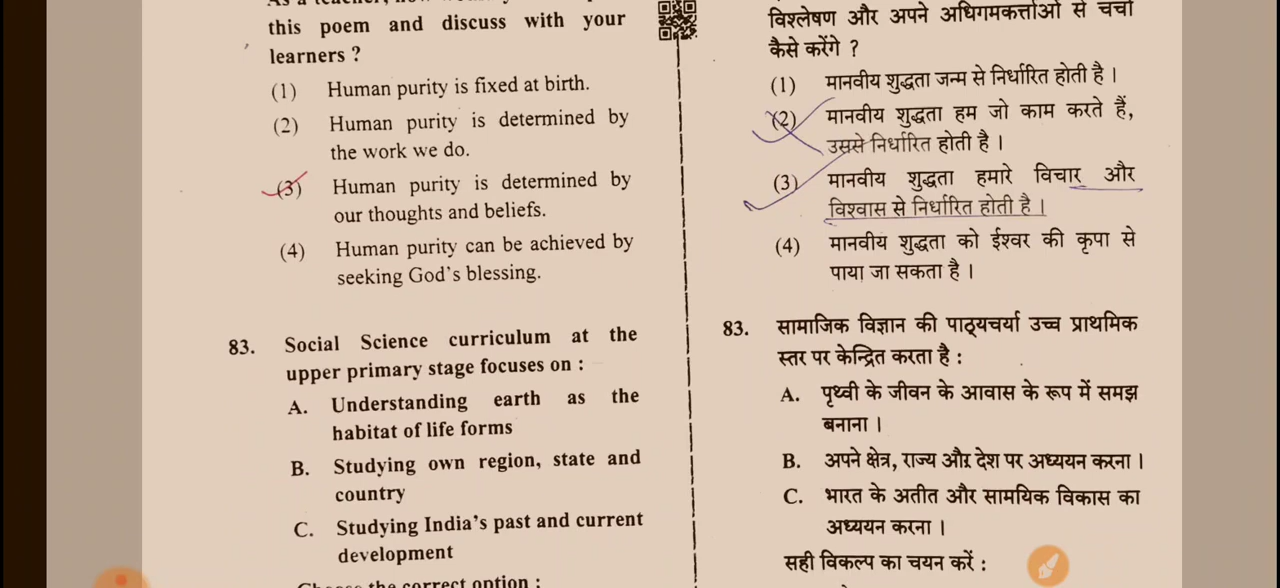 this poem and discuss with your
learners ?
(1) Human purity is fixed at birth.
(2) Human purity is determined by
the work we do.
(3) Human purity is determined by
our thoughts and beliefs.
(4) Human purity can be achieved by
seeking God's blessing.
83. Social Science curriculum at the
upper primary stage focuses on :
A. Understanding earth as the
habitat of life forms
B. Studying own region, state and
country
C. Studying India's past and current
development
the correct option :
विश्लेषण और अपने अधिगमकर्त्ताओं से चर्चा
कैसे करेंगे ?
(1) मानवीय शुद्धता जन्म से निर्धारित होती है ।
(2) मानवीय शुद्धता हम जो काम करते हैं,
उससे निर्धारित होती है ।
(3) मानवीय शुद्धता हमारे विचार और
विश्वास से निर्धारित होती है ।
(4) मानवीय शुद्धता को ईश्वर की कृपा से
पाया जा सकता है ।
83. सामाजिक विज्ञान की पाठ्यचर्या उच्च प्राथमिक
स्तर पर केन्द्रित करता है :
A. पृथ्वी के जीवन के आवास के रूप में समझ
बनाना ।
B. अपने क्षेत्र, राज्य और देश पर अध्ययन करना ।
C. भारत के अतीत और सामयिक विकास का
अध्ययन करना ।
सही विकल्प का चयन करें :